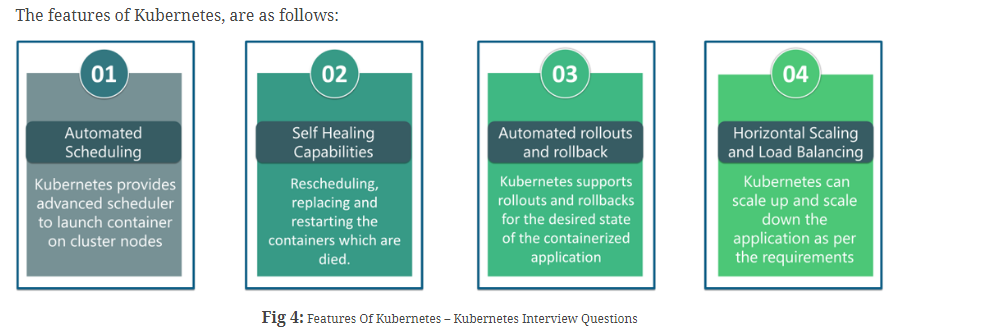 The features of Kubernetes, are as follows:
01
Automated
Scheduling
Kubernetes provides
advanced scheduler
to launch container
on cluster nodes
02
Self Healing
Capabilities
Rescheduling,
replacing and
restarting the
containers which are
died.
03
Automated rollouts
and rollback
Kubernetes supports
rollouts and rollbacks
for the desired state
of the containerized
application
04
Horizontal Scaling
and Load Balancing
Kubernetes can
scale up and scale
down the
application as per
the requirements
Fig 4: Features Of Kubernetes – Kubernetes Interview Questions